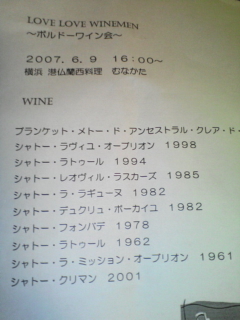 LOVE LOVE WINEMEN
～ボルドーワイン会～
2007. 6. 9　16：00～
横浜 港仏関西料理　むなかた
WINE
ブランケット・メトー・ド・アンセストラル・クレア・ド・
シャトー・ラヴィユ・オーブリオン　1998
シャトー・ラトゥール　1994
シャトー・レオヴィル・ラスカーズ　1985
シャトー・ラ・ラギューヌ　1982
シャトー・デュクリュ・ボーカイユ　1982
シャトー・フォンバデ　1978
シャトー・ラトゥール　1962
シャトー・ラ・ミッション・オーブリオン　1961
シャトー・クリマン　2001